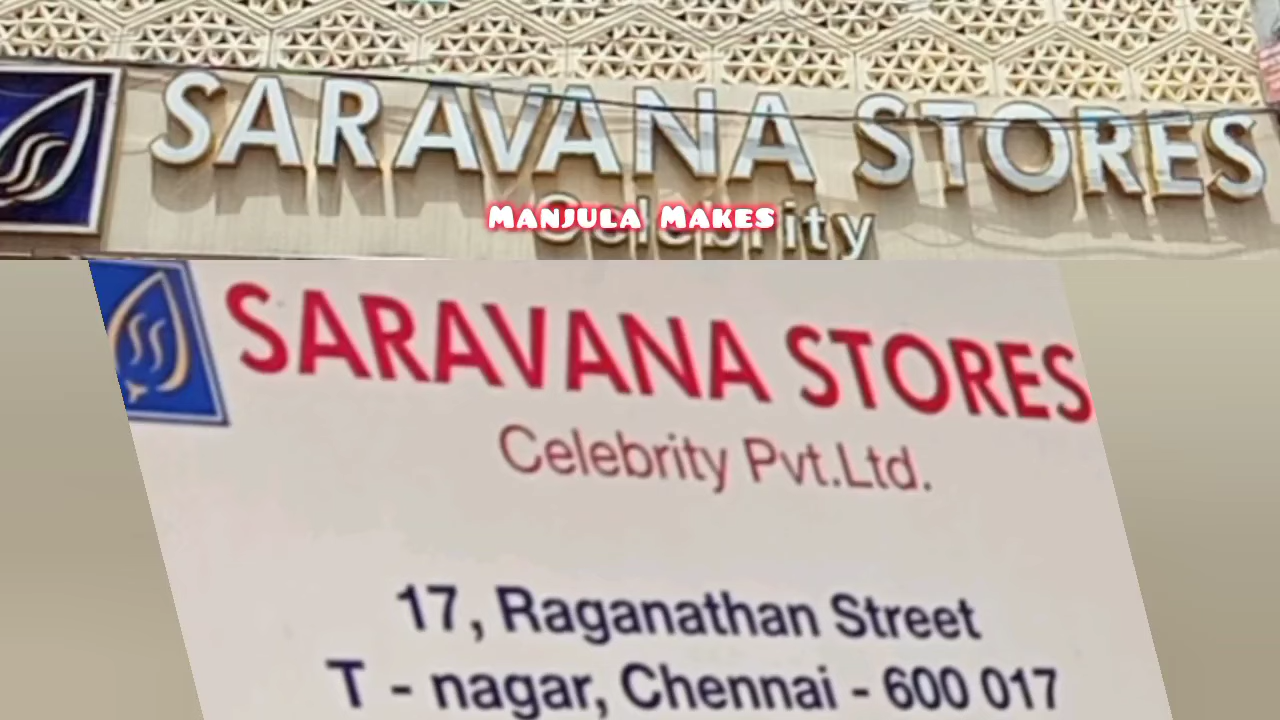 SARAVANA STORES
Celebrity
Manjula Makes
SARAVANA STORES
Celebrity Pvt.Ltd.
17, Raganathan Street
T - nagar, Chennai - 600 017